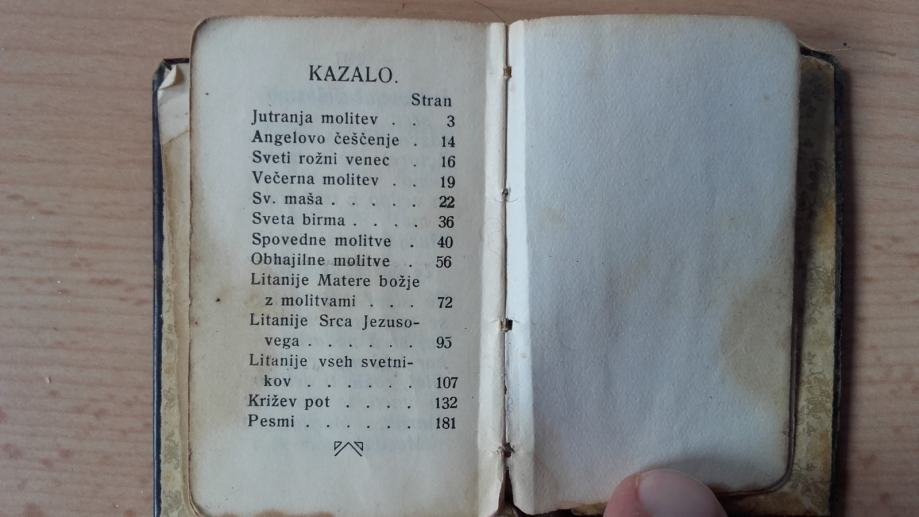 KAZALO.
Stran
Jutranja molitev . . 3
Angelovo češčenje . 14
Sveti rožni venec . 16
Večerna molitev . . 19
Sv. maša . . . . . 22
Sveta birma . . . . 36
Spovedne molitve . 40
Obhajilne molitve . 56
Litanije Matere božje
z molitvami . . . 72
Litanije Srca Jezuso-
vega . . . . . . 95
Litanije vseh svetni-
kov . . . . . . 107
Križev pot . . . . 132
Pesmi . . . . . . 181